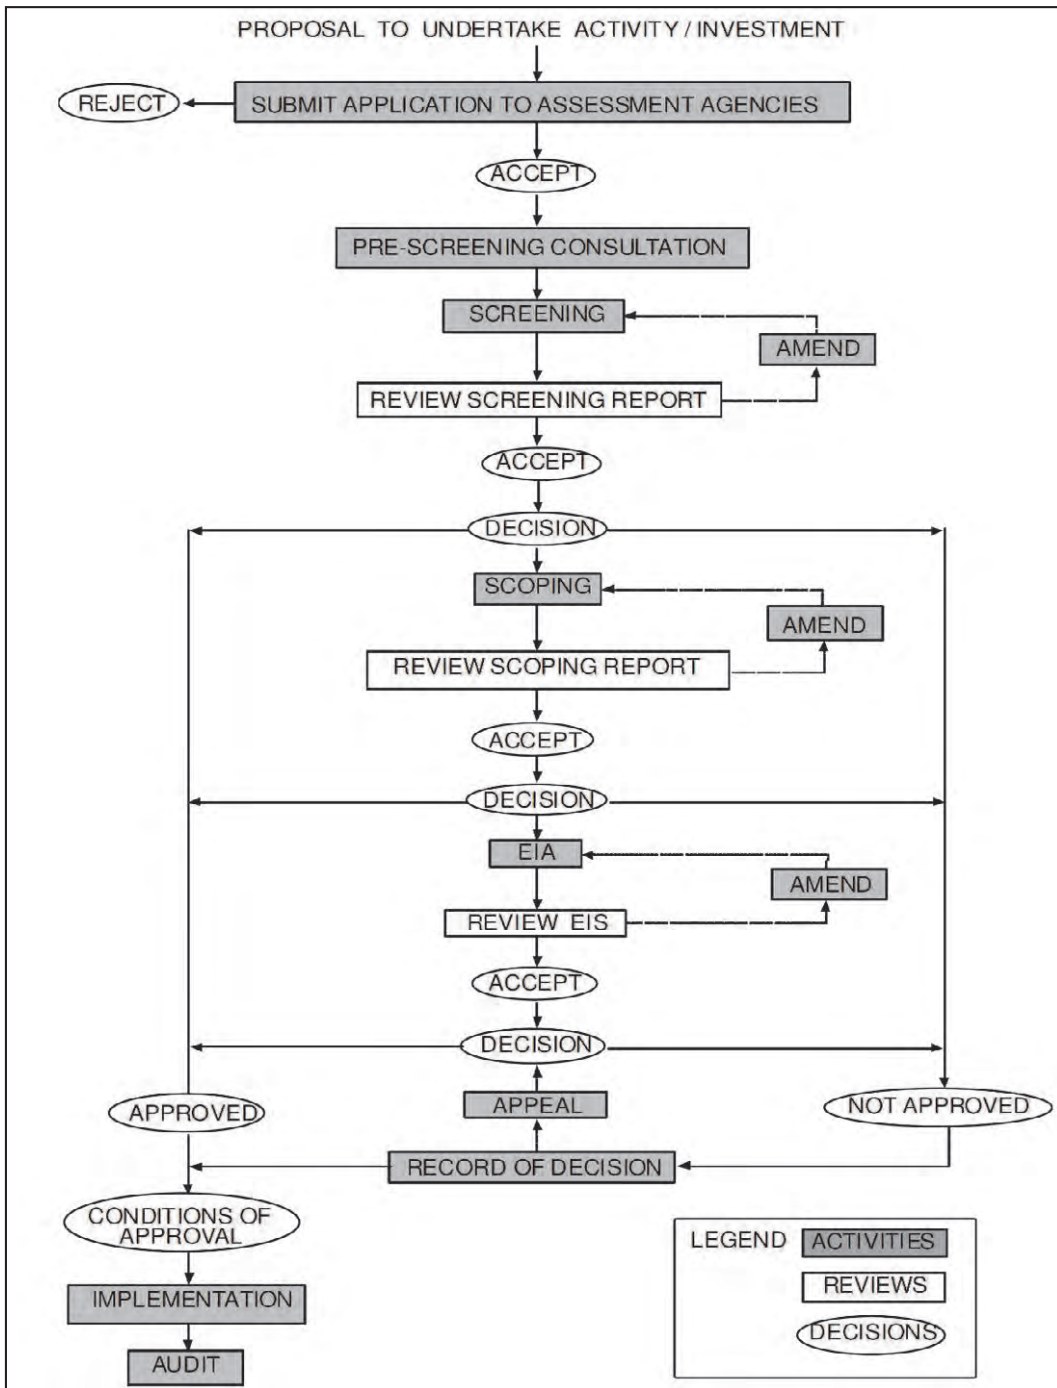 PROPOSAL TO UNDERTAKE ACTIVITY / INVESTMENT
REJECT
SUBMIT APPLICATION TO ASSESSMENT AGENCIES
ACCEPT
PRE-SCREENING CONSULTATION
SCREENING
AMEND
REVIEW SCREENING REPORT
ACCEPT
DECISION
SCOPING
AMEND
REVIEW SCOPING REPORT
ACCEPT
DECISION
EIA
AMEND
REVIEW EIS
ACCEPT
DECISION
APPROVED
APPEAL
NOT APPROVED
RECORD OF DECISION
CONDITIONS OF
APPROVAL
IMPLEMENTATION
AUDIT
LEGEND
ACTIVITIES
REVIEWS
DECISIONS